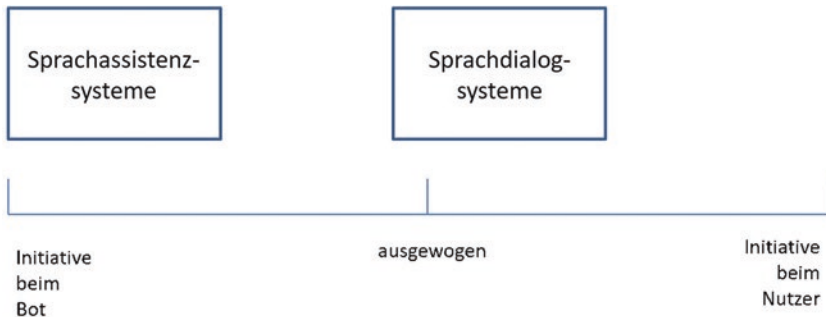 Sprachassistenz-
systeme
Sprachdialog-
systeme
Initiative
beim
Bot
ausgewogen
Initiative
beim
Nutzer